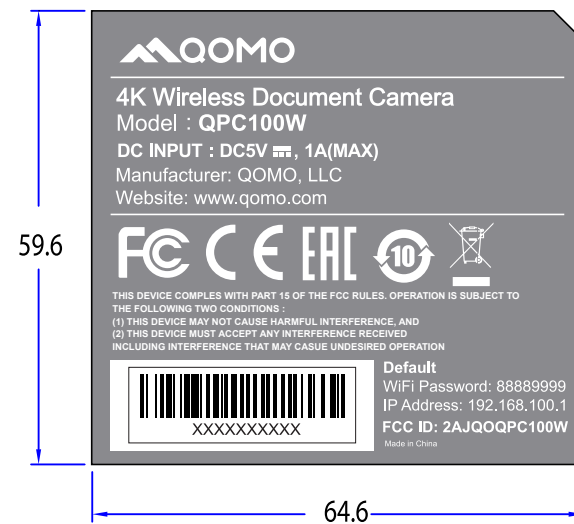 QOMO
4K Wireless Document Camera
Model : QPC100W
DC INPUT : DC5V , 1A(MAX)
Manufacturer: QOMO, LLC
Website: www.qomo.com
59.6
FC CE EAC 10
THIS DEVICE COMPLES WITH PART 15 OF THE FCC RULES. OPERATION IS SUBJECT TO
THE FOLLOWING TWO CONDITIONS :
(1) THIS DEVICE MAY NOT CAUSE HARMFUL INTERFERENCE, AND
(2) THIS DEVICE MUST ACCEPT ANY INTERFERENCE RECEIVED
INCLUDING INTERFERENCE THAT MAY CASUE UNDESIRED OPERATION
XXXXXXXXXX
Default
WiFi Password: 88889999
IP Address: 192.168.100.1
FCC ID: 2AJQOQPC100W
Made in China
64.6